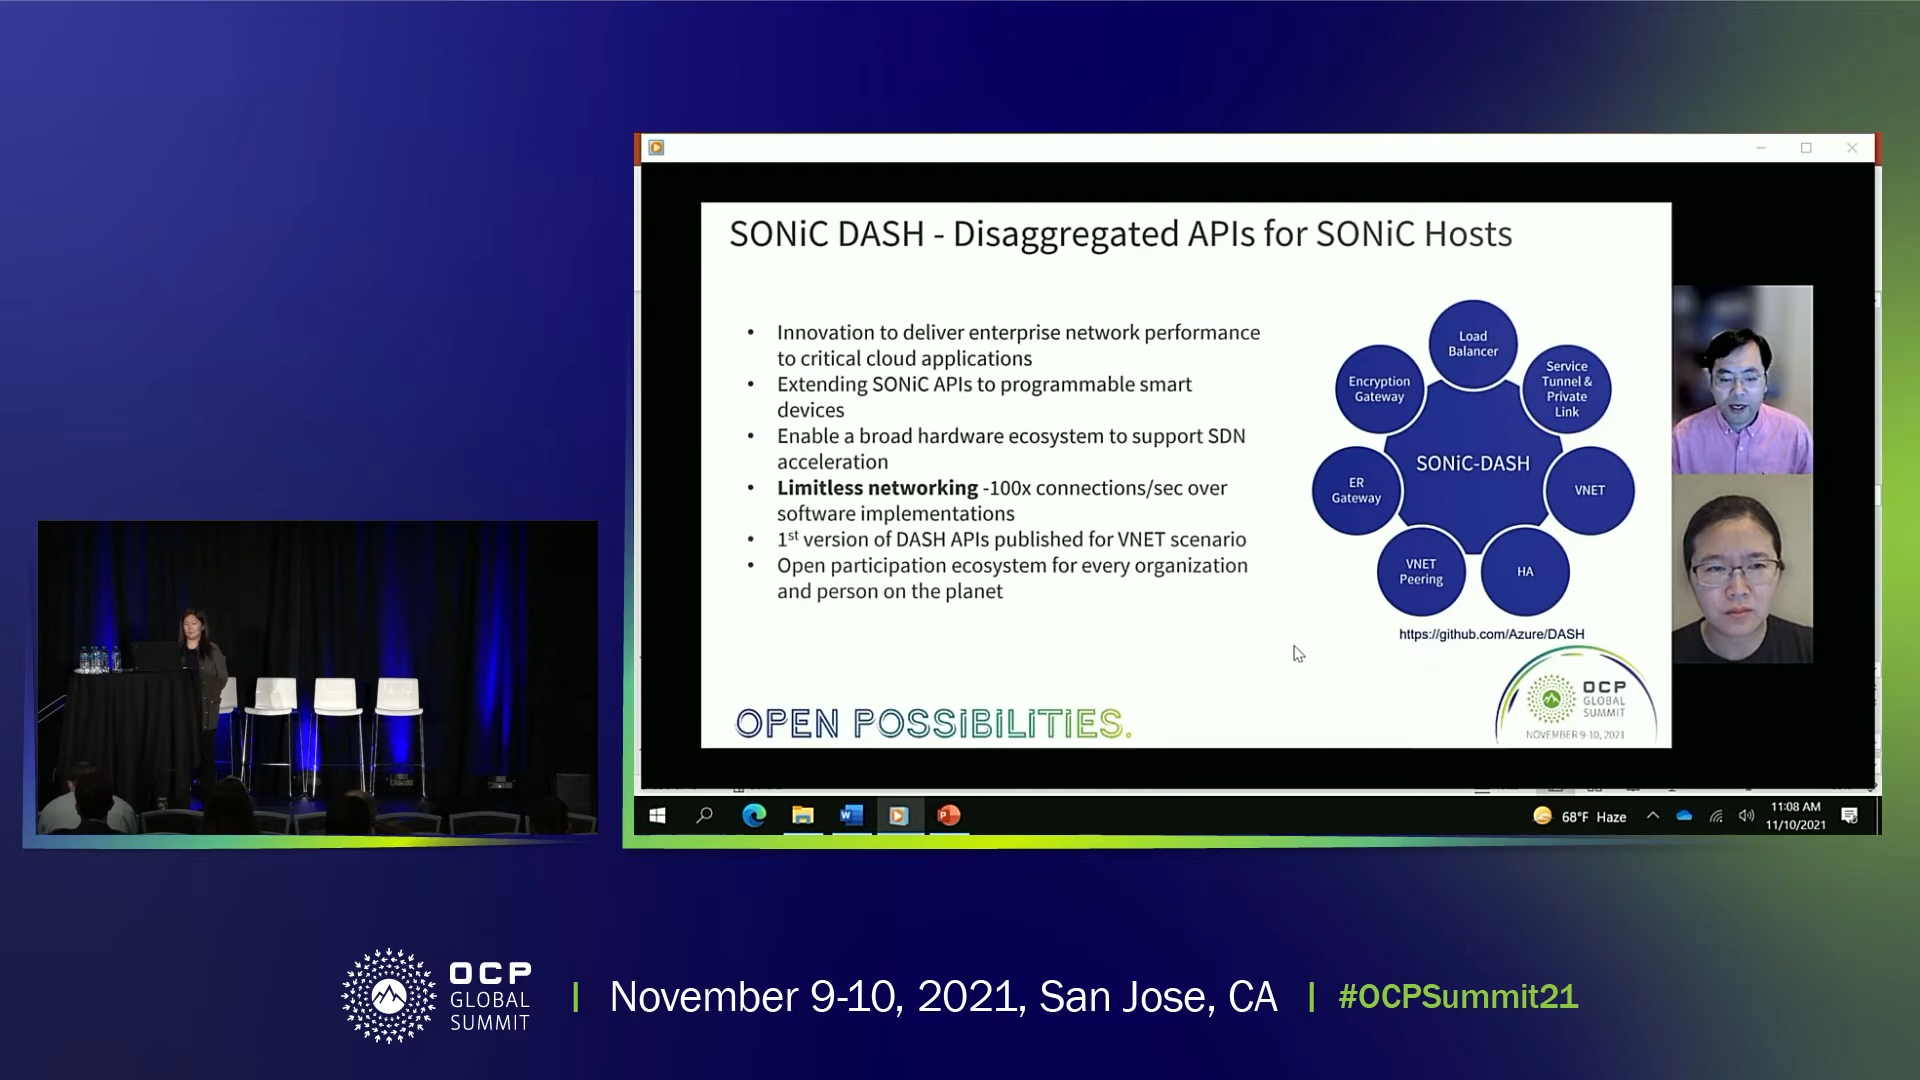 SONiC DASH - Disaggregated APIs for SONiC Hosts
• Innovation to deliver enterprise network performance
to critical cloud applications
• Extending SONiC APIs to programmable smart
devices
• Enable a broad hardware ecosystem to support SDN
acceleration
• Limitless networking -100x connections/sec over
software implementations
• 1st version of DASH APIs published for VNET scenario
• Open participation ecosystem for every organization
and person on the planet
Load
Balancer
Service
Tunnel &
Private
Link
VNET
HA
VNET
Peering
ER
Gateway
Encryption
Gateway
SONiC-DASH
https://github.com/Azure/DASH
OPEN POSSiBiLiTiES.
OCP
GLOBAL
SUMMIT
NOVEMBER 9-10, 2021
68°F Haze
11:08 AM
11/10/2021
OCP
GLOBAL
SUMMIT
| November 9-10, 2021, San Jose, CA | #OCPSummit21